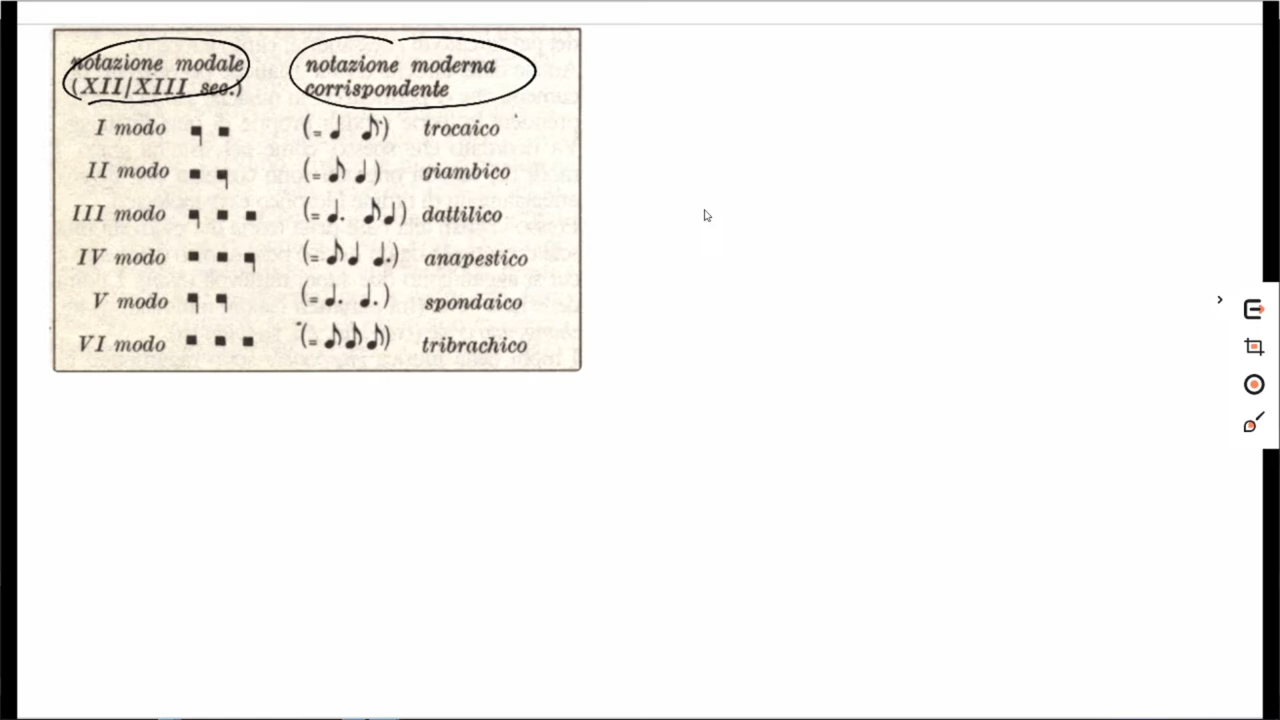 notazione modale
(XII/XIII sec.)
notazione moderna
corrispondente
I modo (= ) trocaico
II modo (= ) giambico
III modo (= ) dattilico
IV modo (= ) anapestico
V modo (= ) spondaico
VI modo (= ) tribrachico